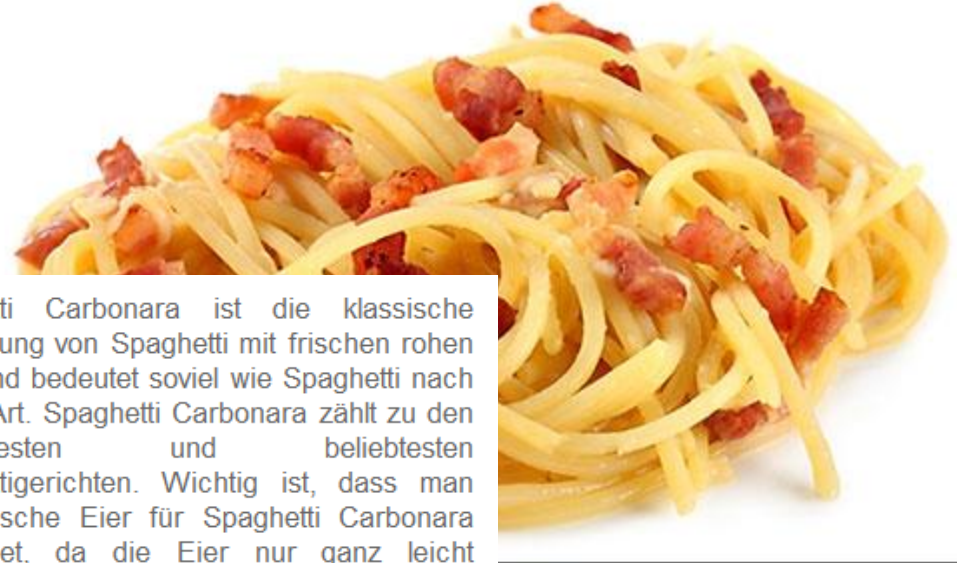 ti Carbonara ist die klassische
ung von Spaghetti mit frischen rohen
nd bedeutet soviel wie Spaghetti nach
Art. Spaghetti Carbonara zählt zu den
esten und beliebtesten
tigerichten. Wichtig ist, dass man
sche Eier für Spaghetti Carbonara
et, da die Eier nur ganz leicht